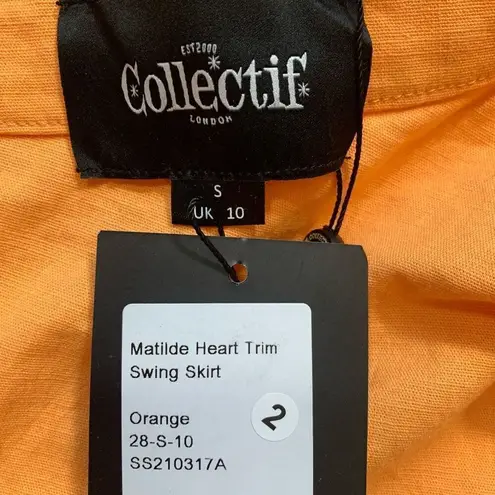 EST2000
Collectif
LONDON
S
UK 10
Matilde Heart Trim
Swing Skirt
Orange
28-S-10
SS210317A
2